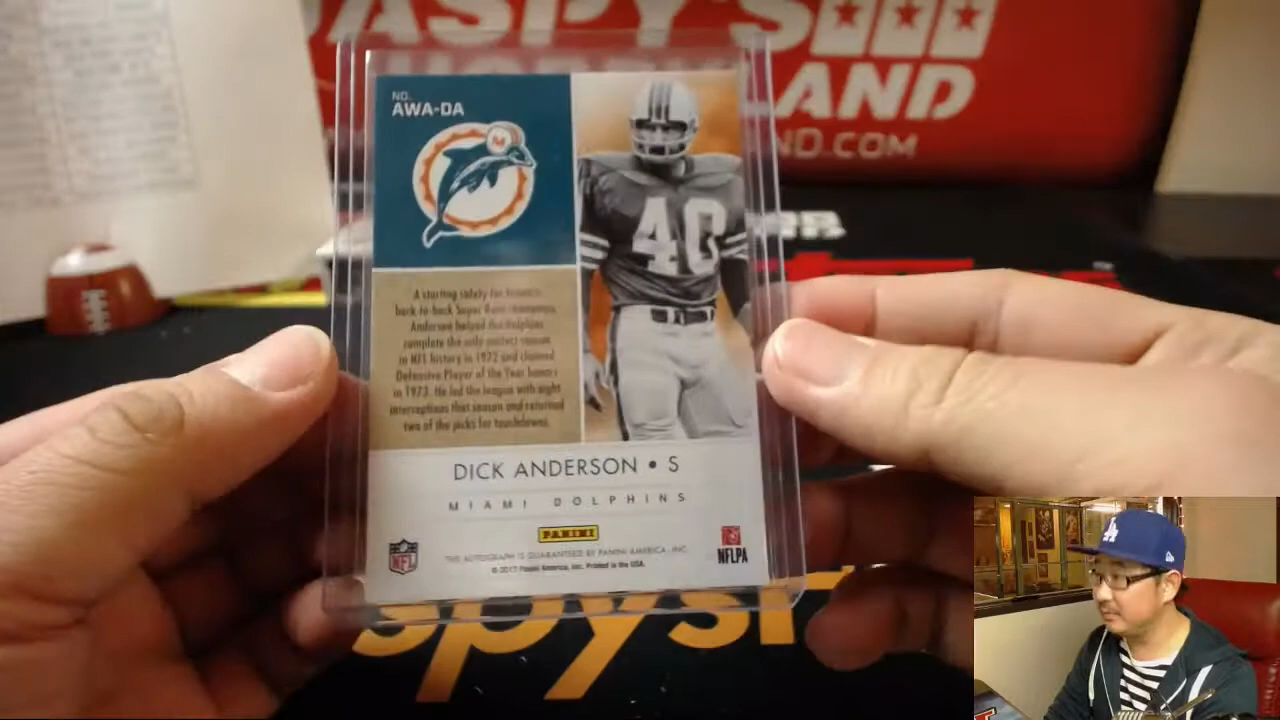 ASPY'S
LAND
ND.COM
NO.
AWA-DA
M
40
A starting safety for Miami's
back-to-back Super Bowl champions,
Anderson helped the Dolphins
complete the only perfect season
in NFL history in 1972 and claimed
Defensive Player of the Year honors
in 1973. He led the league with eight
interceptions that season and returned
two of the picks for touchdowns.
DICK ANDERSON • S
MIAMI DOLPHINS
PANINI
NFL
NFLPA
THE AUTOGRAPH IS GUARANTEED BY PANINI AMERICA, INC.
© 2017 Panini America, Inc. Printed in the USA.
spys
LA